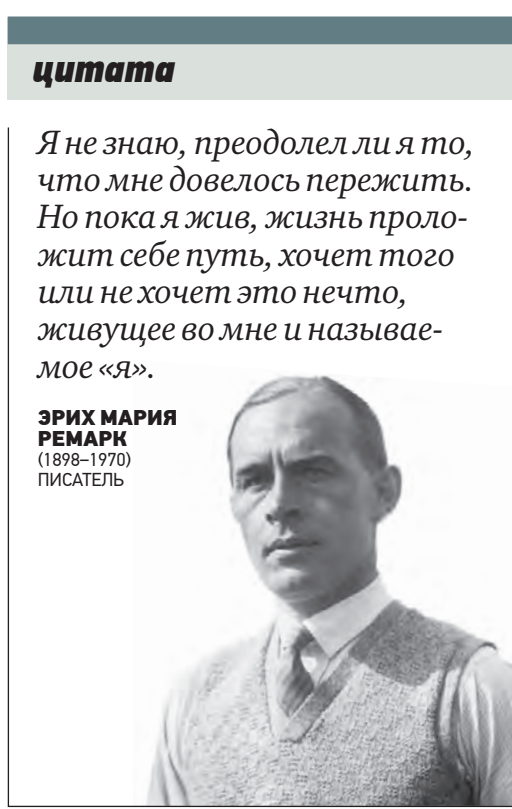 цитата
Я не знаю, преодолел ли я то,
что мне довелось пережить.
Но пока я жив, жизнь проло-
жит себе путь, хочет того
или не хочет это нечто,
живущее во мне и называе-
мое «я».
ЭРИХ МАРИЯ
РЕМАРК
(1898–1970)
ПИСАТЕЛЬ